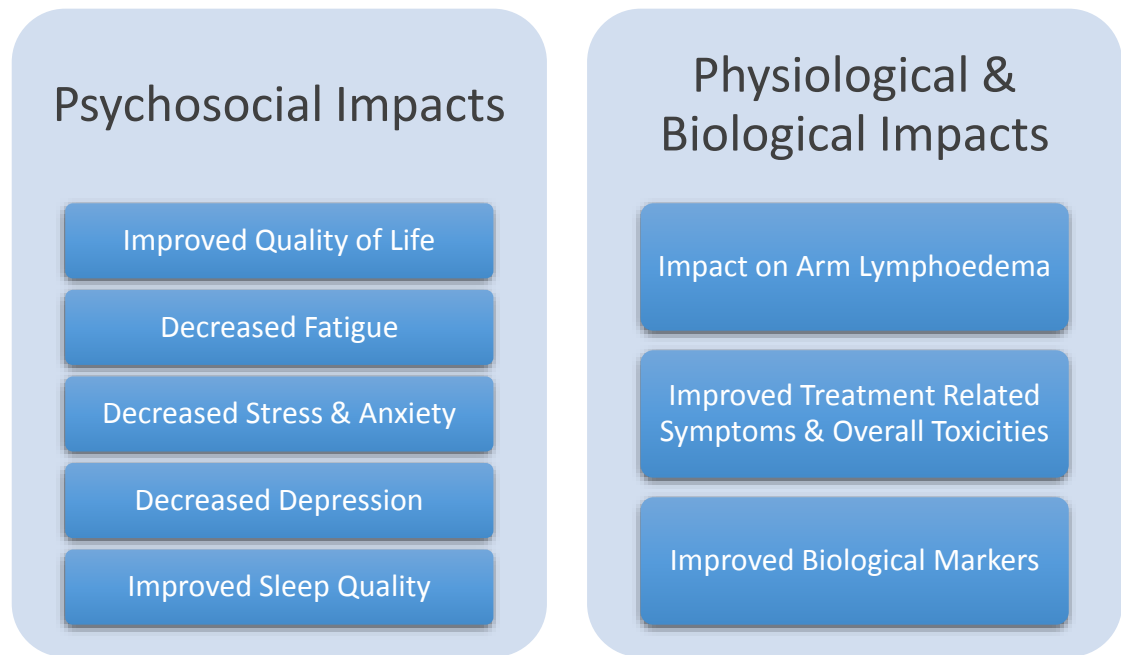 Psychosocial Impacts
Improved Quality of Life
Decreased Fatigue
Decreased Stress & Anxiety
Decreased Depression
Improved Sleep Quality
Physiological &
Biological Impacts
Impact on Arm Lymphoedema
Improved Treatment Related
Symptoms & Overall Toxicities
Improved Biological Markers